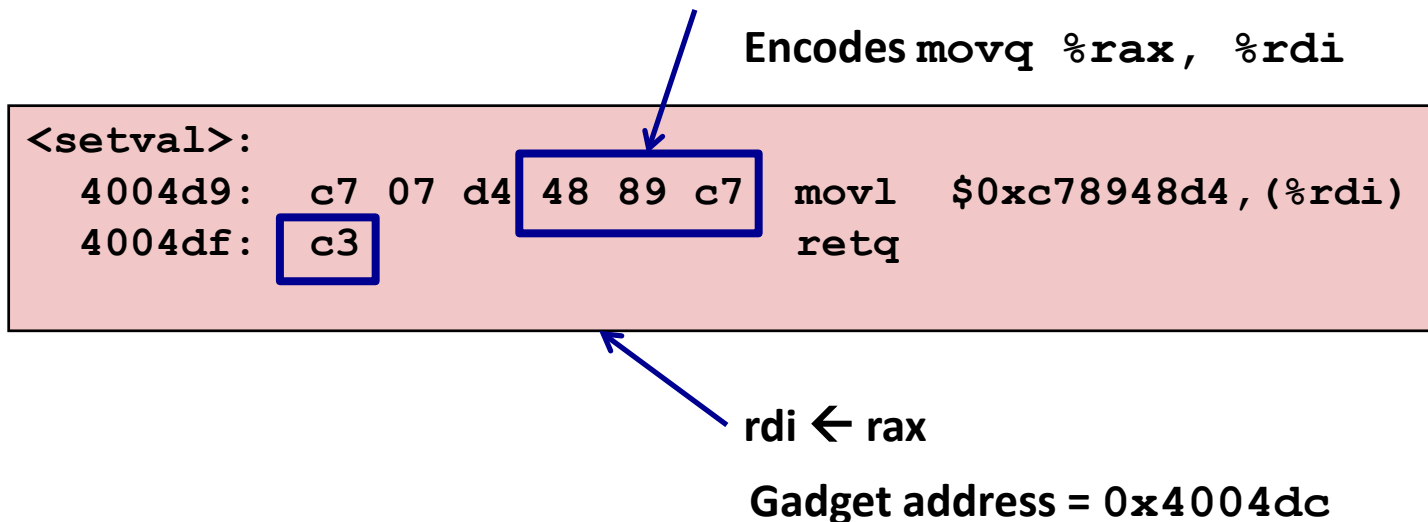 Encodes movq %rax, %rdi
<setval>:
4004d9: c7 07 d4 48 89 c7 movl $0xc78948d4,(%rdi)
4004df: c3 retq
rdi ← rax
Gadget address = 0x4004dc